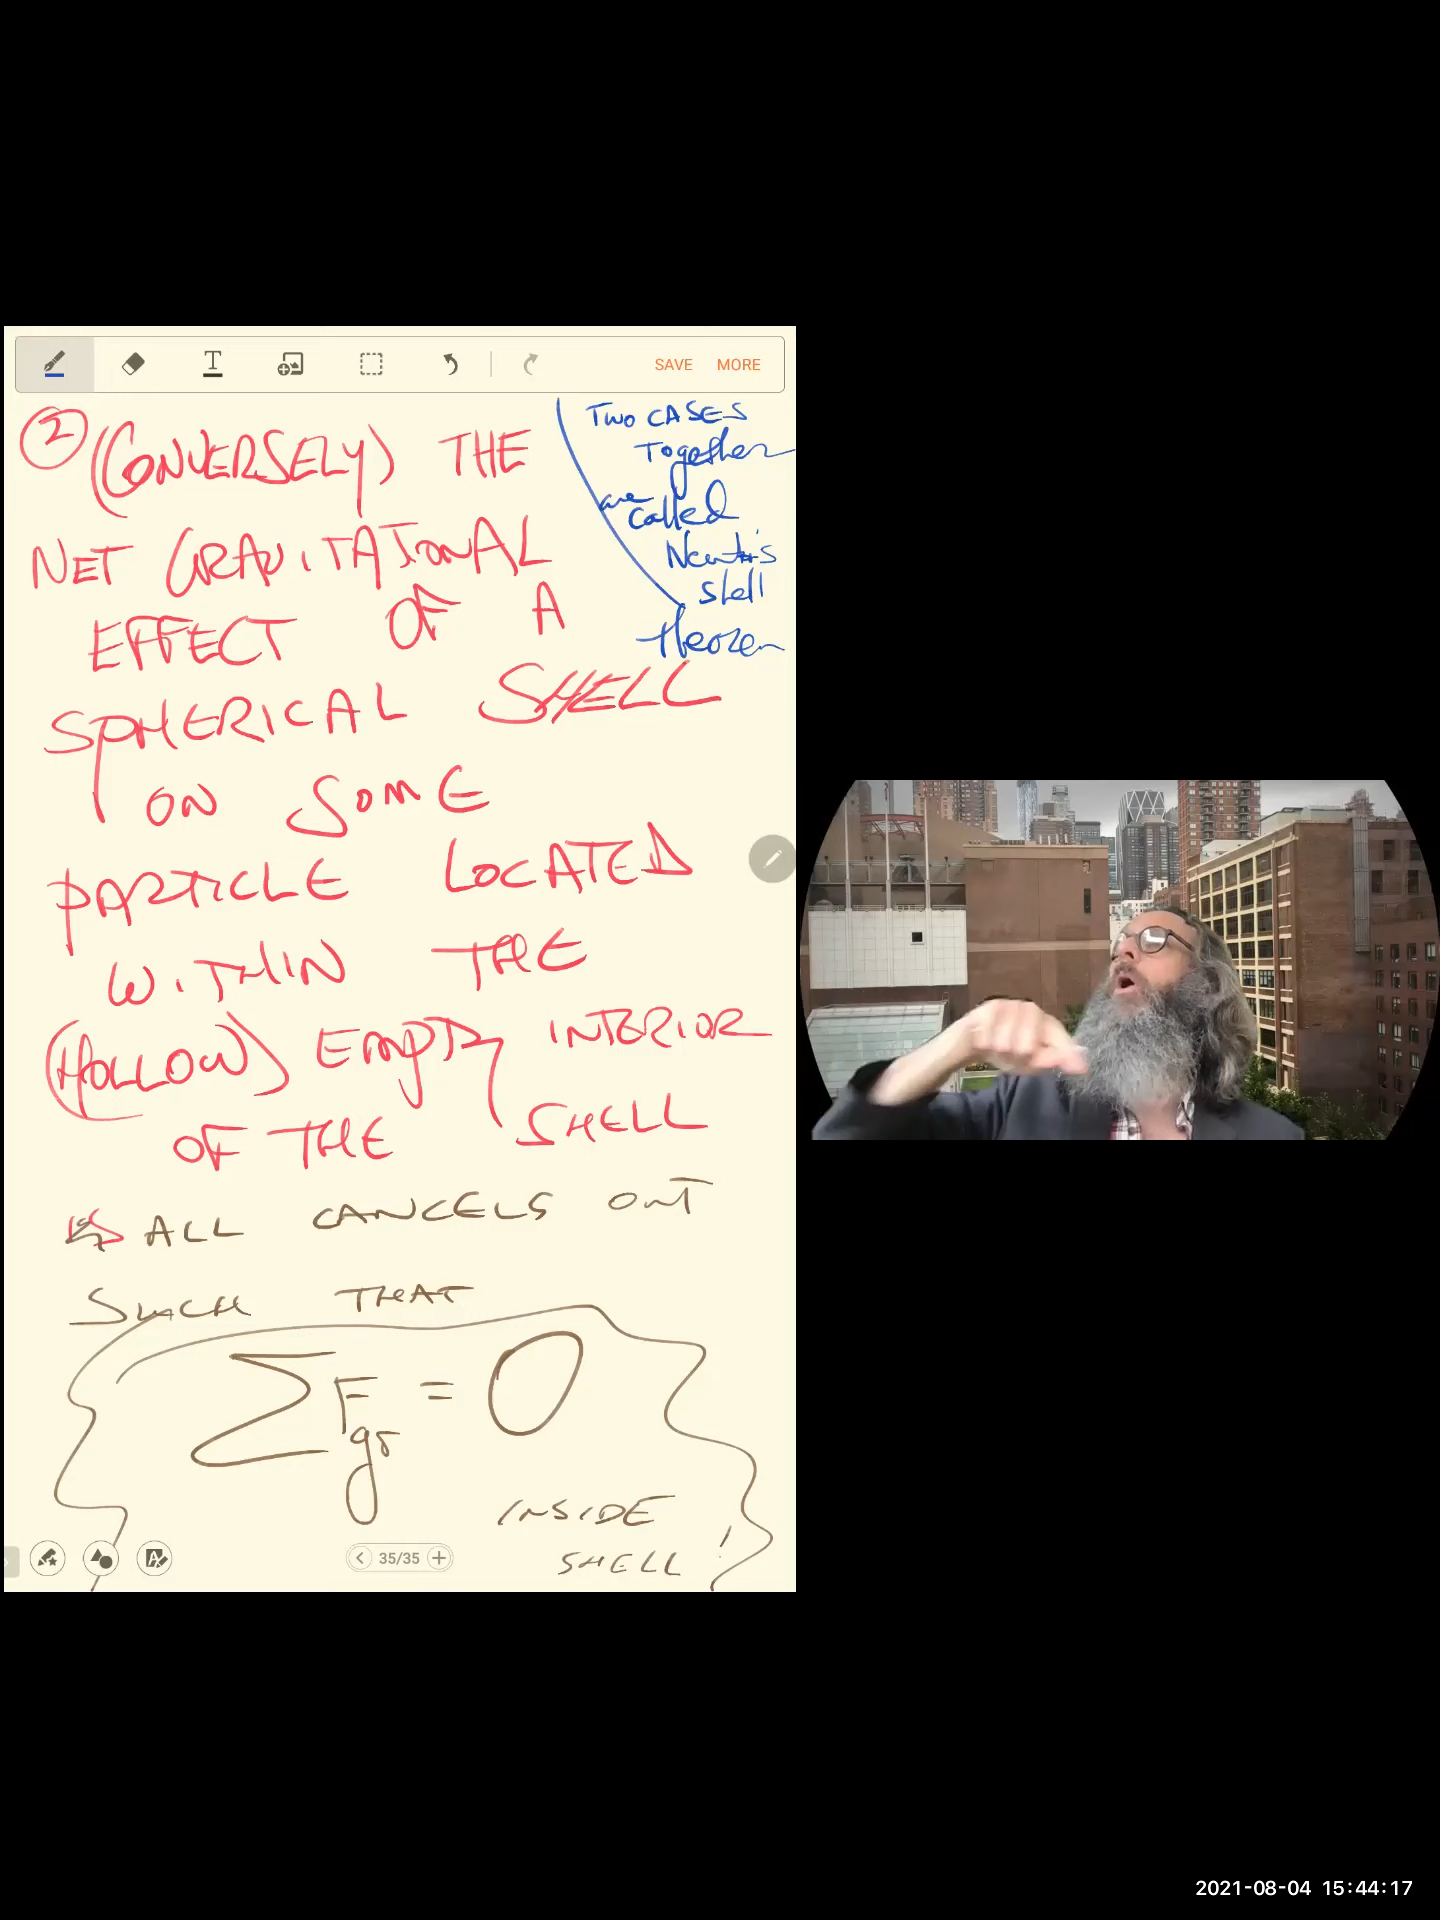 SAVE MORE
② (CONVERSELY) THE
NET GRAVITATIONAL
EFFECT OF A
SPHERICAL SHELL
ON SOME
PARTICLE LOCATED
WITHIN THE
(HOLLOW) EMPTY INTERIOR
OF THE SHELL
ALL CANCELS OUT
SUCH THAT
∑ Fgr = 0
INSIDE
SHELL!
TWO CASES
Together
are
called
Newton's
shell
theorem
35/35
2021-08-04 15:44:17